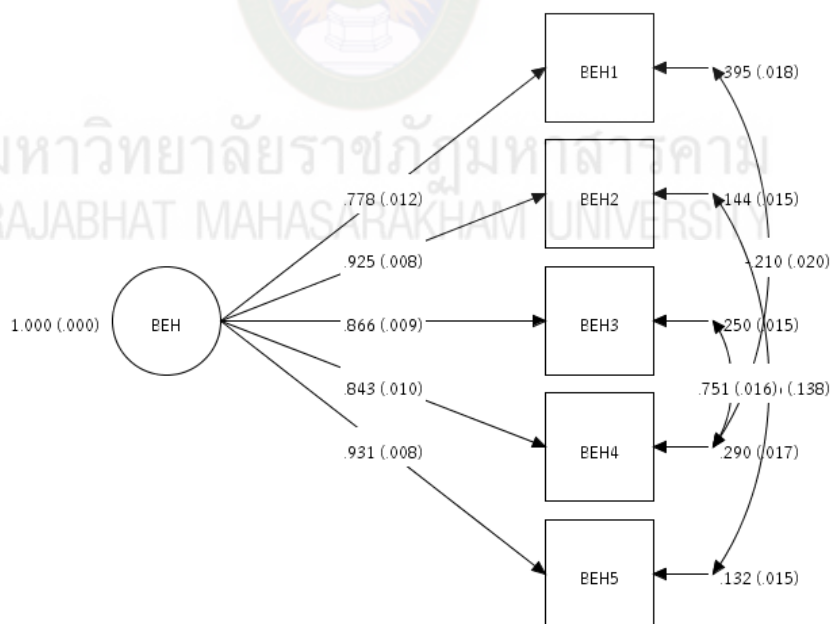 BEH1
.395 (.018)
มหาวิทยาลัยราชภัฏมหาสารคาม
.778 (.012)
BEH2
.144 (.015)
RAJABHAT MAHASARAKHAM UNIVERSITY
.925 (.008)
-.210 (.020)
1.000 (.000)
BEH
.866 (.009)
BEH3
.250 (.015)
.843 (.010)
.751 (.016)
(.138)
.931 (.008)
BEH4
.290 (.017)
BEH5
.132 (.015)